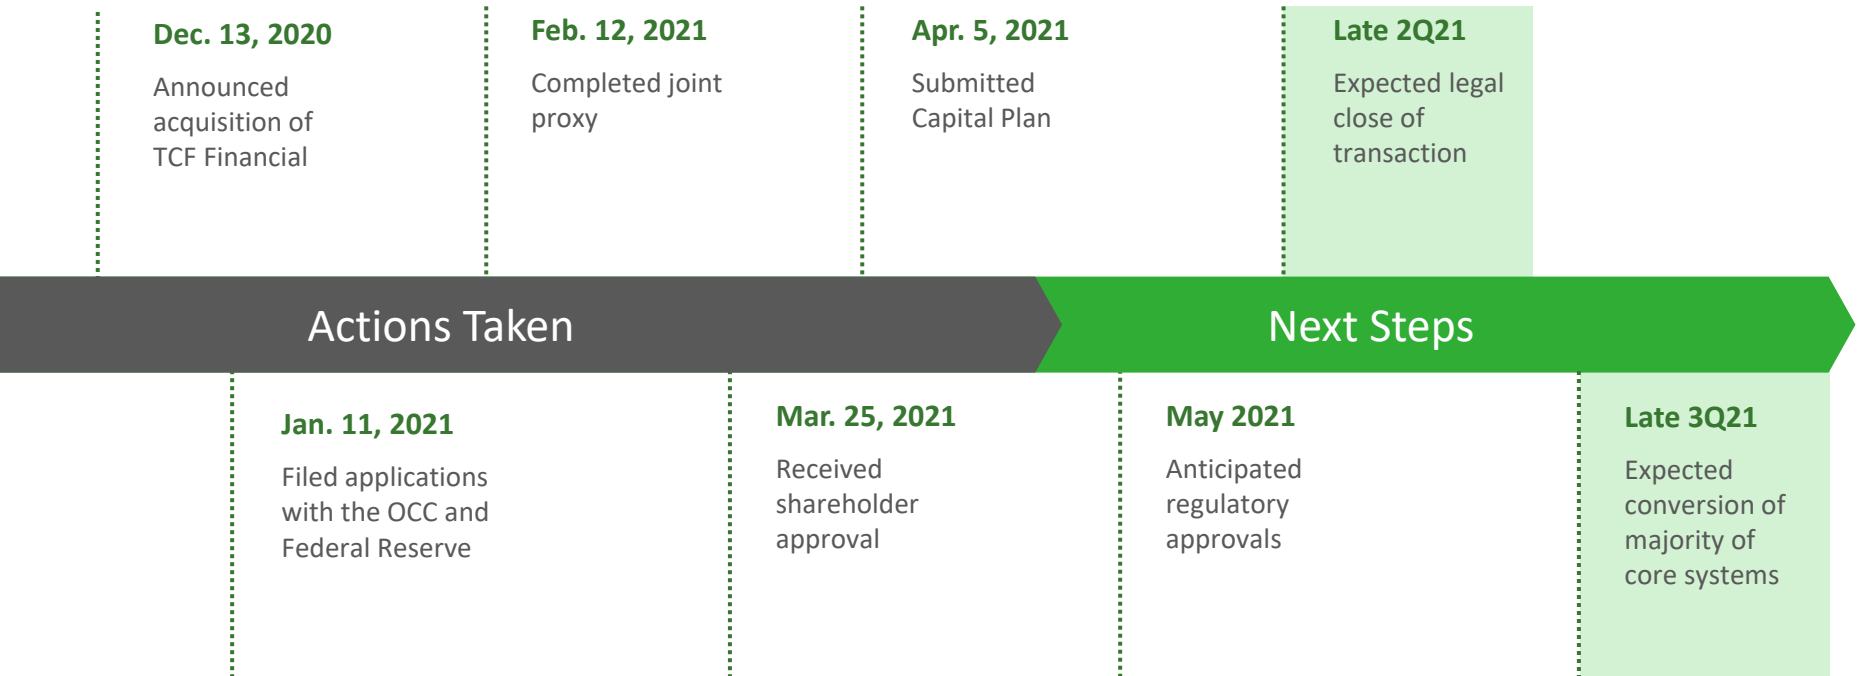 Dec. 13, 2020
Announced
acquisition of
TCF Financial
Feb. 12, 2021
Completed joint
proxy
Apr. 5, 2021
Submitted
Capital Plan
Late 2Q21
Expected legal
close of
transaction
Actions Taken
Next Steps
Jan. 11, 2021
Filed applications
with the OCC and
Federal Reserve
Mar. 25, 2021
Received
shareholder
approval
May 2021
Anticipated
regulatory
approvals
Late 3Q21
Expected
conversion of
majority of
core systems